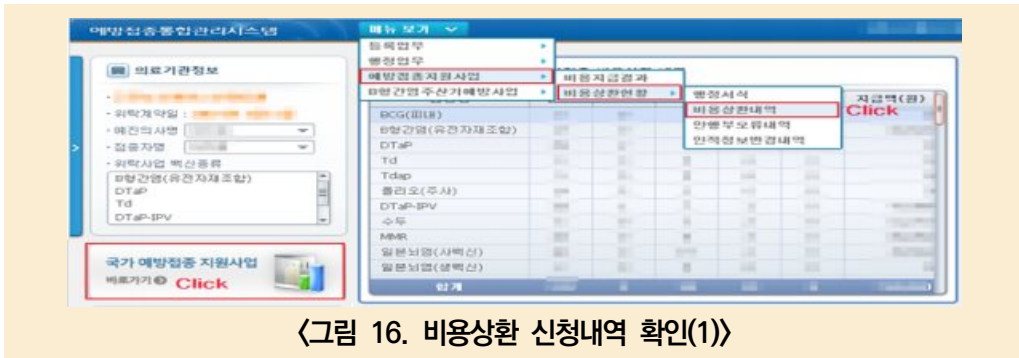 예방접종통합관리시스템
메뉴 보기
등록업무
행정업무
예방접종지원사업
B형간염주산기예방사업
비용지급결과
비용상환현황
행정서식
비용상환내역
안행부오류내역
인적정보변경내역
지급액(원)
Click
의료기관정보
- 위탁계약일 :
- 예진의사명
- 접종자명
- 위탁사업 백신종류
B형간염(유전자재조합)
DTaP
Td
DTaP-IPV
국가 예방접종 지원사업
바로가기
Click
BCG(피내)
B형간염(유전자재조합)
DTaP
Td
Tdap
폴리오(주사)
DTaP-IPV
수두
MMR
일본뇌염(사백신)
일본뇌염(생백신)
합계
〈그림 16. 비용상환 신청내역 확인(1)〉